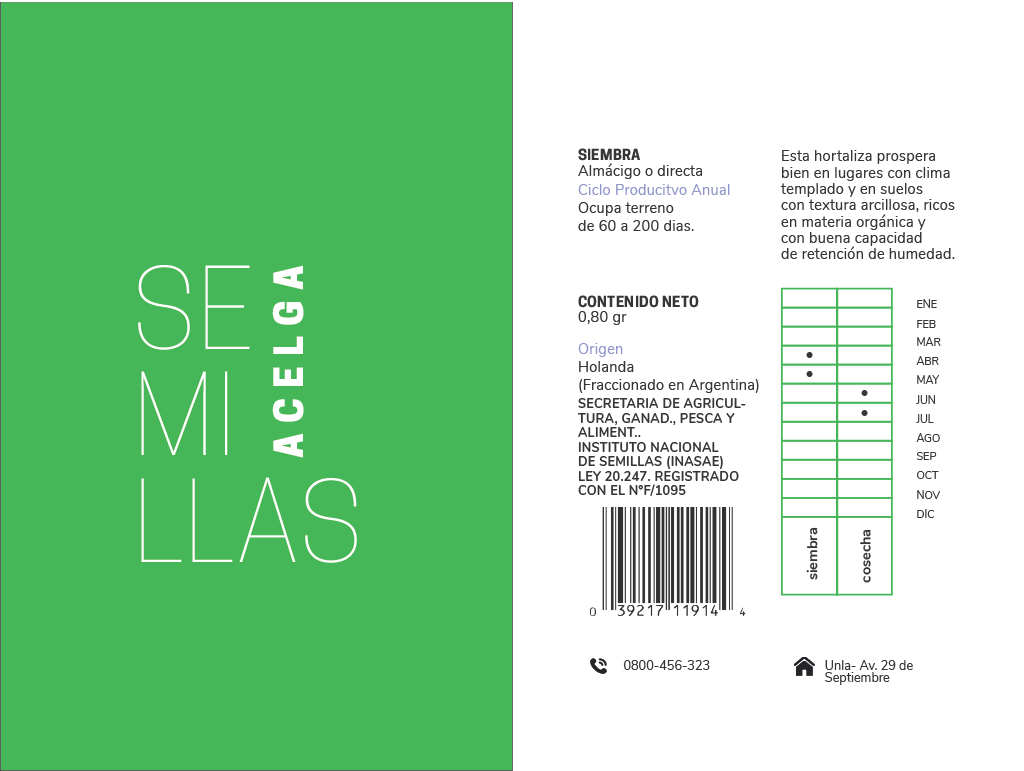 SE
MI
LLAS
ACELGA
SIEMBRA
Almácigo o directa
Ciclo Producitvo Anual
Ocupa terreno
de 60 a 200 dias.
Esta hortaliza prospera
bien en lugares con clima
templado y en suelos
con textura arcillosa, ricos
en materia orgánica y
con buena capacidad
de retención de humedad.
CONTENIDO NETO
0,80 gr
Origen
Holanda
(Fraccionado en Argentina)
SECRETARIA DE AGRICUL-
TURA, GANAD., PESCA Y
ALIMENT..
INSTITUTO NACIONAL
DE SEMILLAS (INASAE)
LEY 20.247. REGISTRADO
CON EL N°F/1095
0 39217 11914 4
ENE
FEB
MAR
ABR
MAY
JUN
JUL
AGO
SEP
OCT
NOV
DIC
siembra
cosecha
0800-456-323
Unla- Av. 29 de
Septiembre